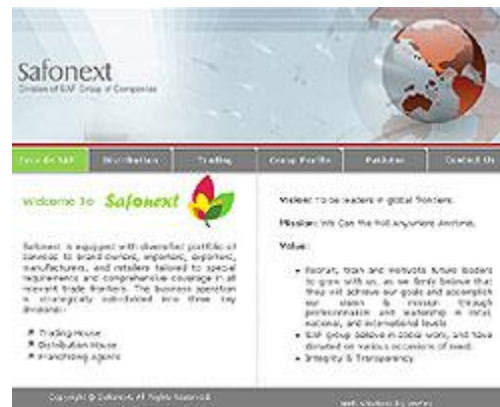 Safonext
Division of SAF Group of Companies
Distribution Trading Group Profile Contact Us
Welcome To Safonext
Safonext is equipped with diversified portfolio of
services to brand owners, importers, exporters,
manufacturers, and retailers tailored to special
requirements and comprehensive coverage in all
relevant trade frontiers. The business operation
is strategically subdivided into three key
divisions:
Trading House
Distribution House
Franchising Agents
Vision: To be leaders in global frontiers.
Mission: We Can the Anywhere Anytime.
Value:
Recruit, train and motivate future leaders
to grow with us, as we firmly believe that
they will achieve our goals and accomplish
our vision & mission through
professionalism and leadership in local,
national, and international levels
SAF group believe in social work, and have
donated on various occasions of need.
Integrity & Transparency
Copyright © Safonext. All Rights Reserved.
Web solutions by